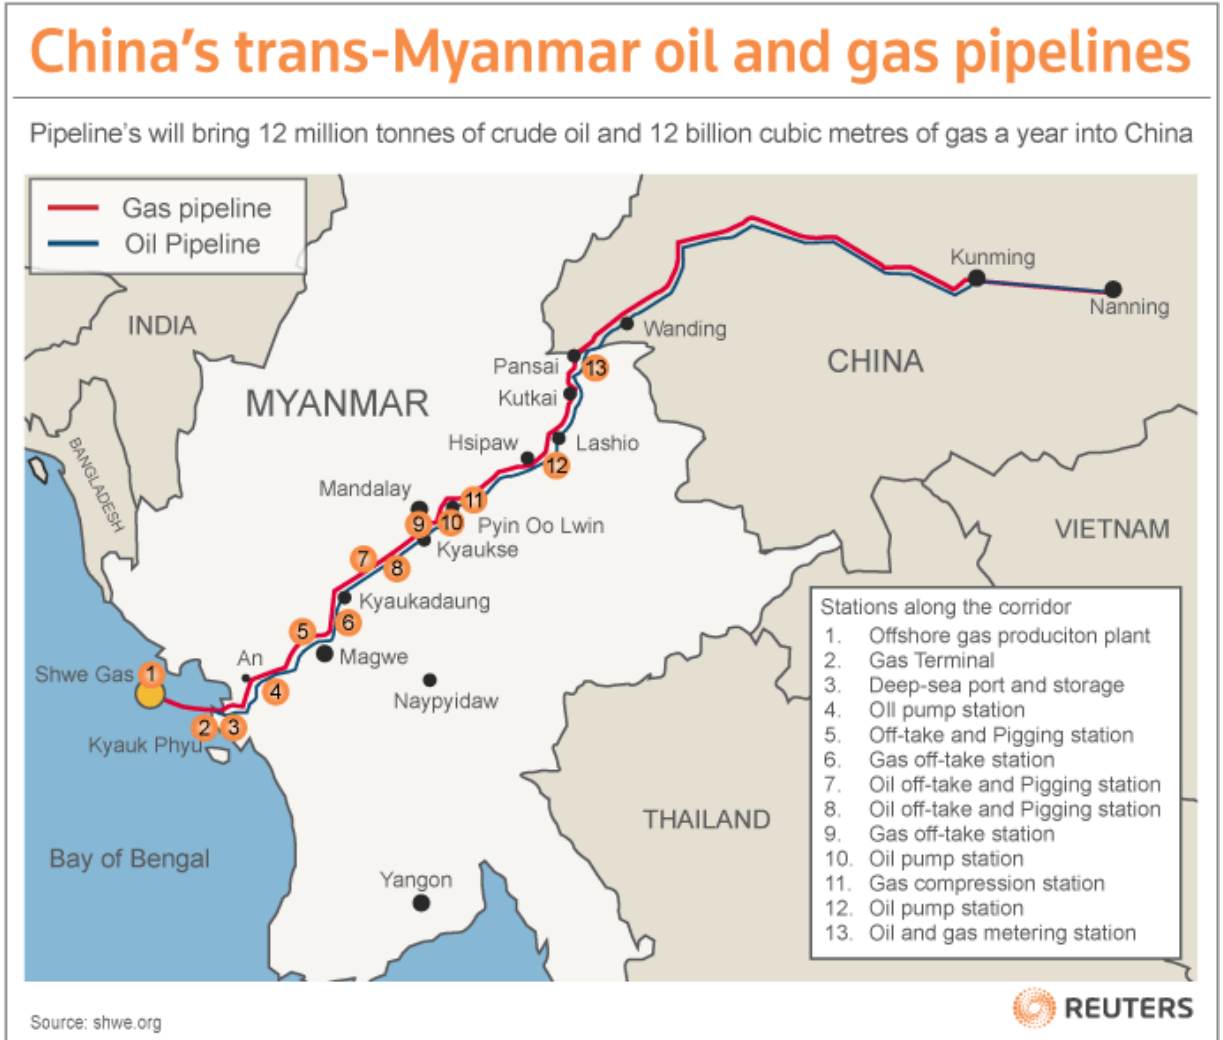 China's trans-Myanmar oil and gas pipelines
Pipeline's will bring 12 million tonnes of crude oil and 12 billion cubic metres of gas a year into China
Gas pipeline
Oil Pipeline
Kunming
Nanning
INDIA
Wanding
CHINA
Pansai
13
Kutkai
MYANMAR
Hsipaw
Lashio
BANGLADESH
12
Mandalay
11
9
10
Pyin Oo Lwin
VIETNAM
Kyaukse
7
8
Kyaukadaung
6
5
An
Magwe
Shwe Gas
1
4
Naypyidaw
2
3
Kyauk Phyu
THAILAND
Bay of Bengal
Yangon
Stations along the corridor
1. Offshore gas produciton plant
2. Gas Terminal
3. Deep-sea port and storage
4. OIl pump station
5. Off-take and Pigging station
6. Gas off-take station
7. Oil off-take and Pigging station
8. Oil off-take and Pigging station
9. Gas off-take station
10. Oil pump station
11. Gas compression station
12. Oil pump station
13. Oil and gas metering station
Source: shwe.org
REUTERS